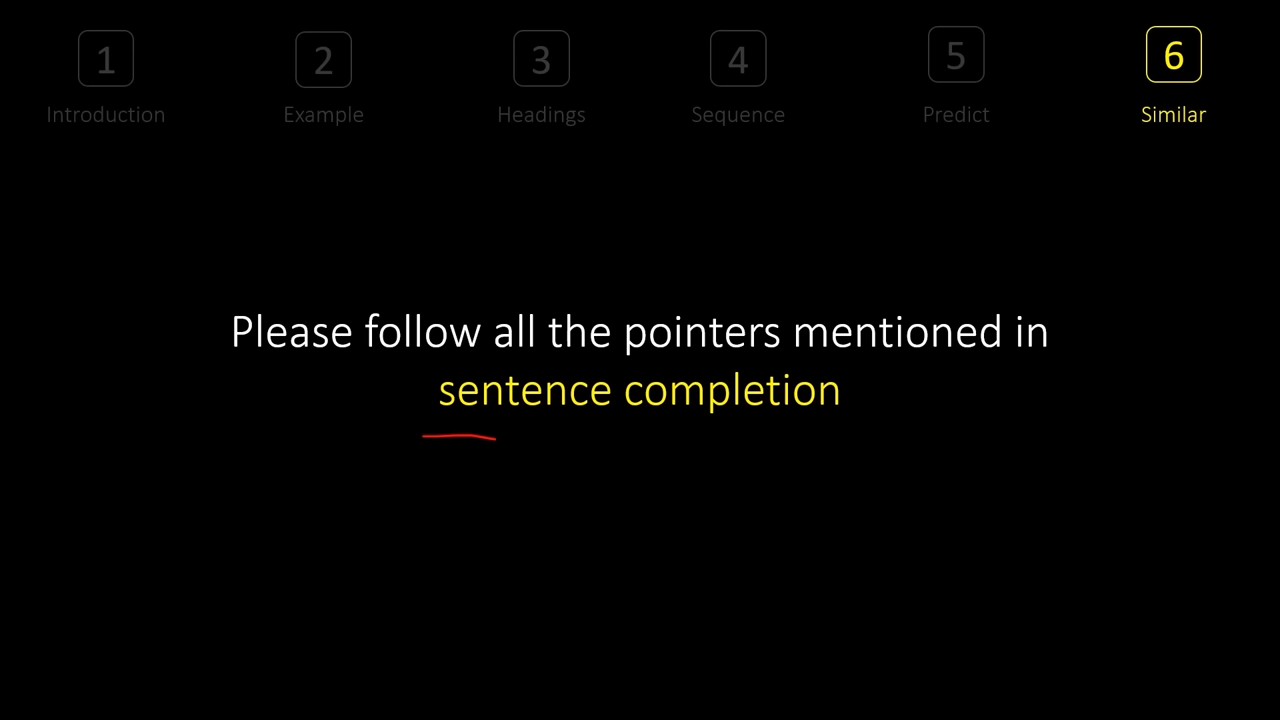 1 2 3 4 5 6
Introduction Example Headings Sequence Predict Similar
Please follow all the pointers mentioned in
sentence completion